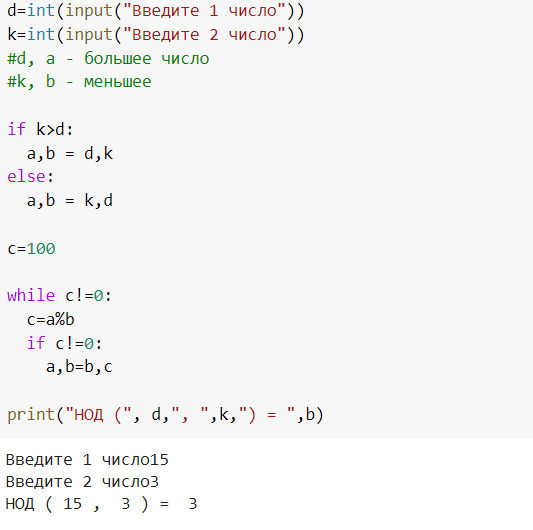 d=int(input("Введите 1 число"))
k=int(input("Введите 2 число"))
#d, a - большее число
#k, b - меньшее
if k>d:
  a,b = d,k
else:
  a,b = k,d
c=100
while c!=0:
  c=a%b
  if c!=0:
    a,b=b,c
print("НОД (", d,", ",k,") = ",b)
Введите 1 число15
Введите 2 число3
НОД ( 15 ,  3 ) =  3